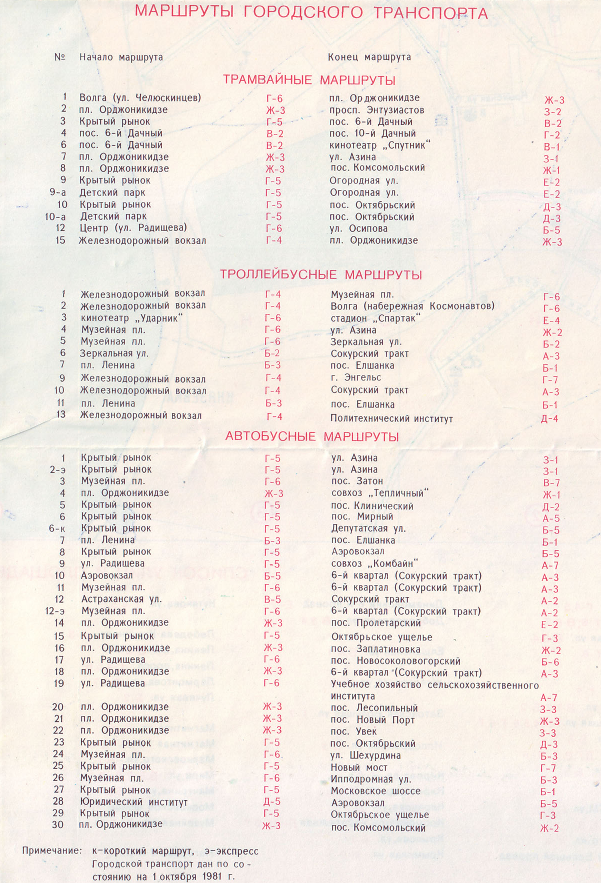 МАРШРУТЫ ГОРОДСКОГО ТРАНСПОРТА
№ Начало маршрута Конец маршрута
ТРАМВАЙНЫЕ МАРШРУТЫ
1 Волга (ул. Челюскинцев) Г-6 пл. Орджоникидзе Ж-3
2 пл. Орджоникидзе Ж-3 просп. Энтузиастов З-2
3 Крытый рынок Г-5 пос. 6-й Дачный В-2
4 пос. 6-й Дачный В-2 пос. 10-й Дачный Г-2
6 пос. 6-й Дачный В-2 кинотеатр „Спутник" В-1
7 пл. Орджоникидзе Ж-3 ул. Азина З-1
8 пл. Орджоникидзе Ж-3 пос. Комсомольский Ж-1
9 Крытый рынок Г-5 Огородная ул. Е-2
9-а Детский парк Г-5 Огородная ул. Е-2
10 Крытый рынок Г-5 пос. Октябрьский Д-3
10-а Детский парк Г-5 пос. Октябрьский Д-3
12 Центр (ул. Радищева) Г-6 ул. Осипова Б-5
15 Железнодорожный вокзал Г-4 пл. Орджоникидзе Ж-3
ТРОЛЛЕЙБУСНЫЕ МАРШРУТЫ
1 Железнодорожный вокзал Г-4 Музейная пл. Г-6
2 Железнодорожный вокзал Г-4 Волга (набережная Космонавтов) Г-6
3 кинотеатр „Ударник" Г-6 стадион „Спартак" Е-4
4 Музейная пл. Г-6 ул. Азина Ж-2
5 Музейная пл. Г-6 Зеркальная ул. Б-2
6 Зеркальная ул. Б-2 Сокурский тракт А-3
7 пл. Ленина Б-3 пос. Елшанка Б-1
9 Железнодорожный вокзал Г-4 г. Энгельс Г-7
10 Железнодорожный вокзал Г-4 Сокурский тракт А-3
11 пл. Ленина Б-3 пос. Елшанка Б-1
13 Железнодорожный вокзал Г-4 Политехнический институт Д-4
АВТОБУСНЫЕ МАРШРУТЫ
1 Крытый рынок Г-5 ул. Азина З-1
2-э Крытый рынок Г-5 ул. Азина З-1
3 Музейная пл. Г-6 пос. Затон В-7
4 пл. Орджоникидзе Ж-3 совхоз „Тепличный" Ж-1
5 Крытый рынок Г-5 пос. Клинический Д-2
6 Крытый рынок Г-5 пос. Мирный А-5
6-к Крытый рынок Г-5 Депутатская ул. Б-5
7 пл. Ленина Б-3 пос. Елшанка Б-1
8 Крытый рынок Г-5 Аэровокзал Б-5
9 ул. Радищева Г-5 совхоз „Комбайн" А-7
10 Аэровокзал Б-5 6-й квартал (Сокурский тракт) А-3
11 Музейная пл. Г-6 6-й квартал (Сокурский тракт) А-3
12 Астраханская ул. В-5 Сокурский тракт А-2
12-э Музейная пл. Г-6 6-й квартал (Сокурский тракт) А-2
14 пл. Орджоникидзе Ж-3 пос. Пролетарский Е-2
15 Крытый рынок Г-5 Октябрьское ущелье Г-3
16 пл. Орджоникидзе Ж-3 пос. Заплатиновка Ж-2
17 ул. Радищева Г-6 пос. Новосоколовогорский Б-6
18 пл. Орджоникидзе Ж-3 6-й квартал (Сокурский тракт) А-3
19 ул. Радищева Г-6 Учебное хозяйство сельскохозяйственного
института А-7
20 пл. Орджоникидзе Ж-3 пос. Лесопильный З-3
21 пл. Орджоникидзе Ж-3 пос. Новый Порт Ж-3
22 пл. Орджоникидзе Ж-3 пос. Увек З-3
23 Крытый рынок Г-5 пос. Октябрьский Д-3
24 Музейная пл. Г-6 ул. Шехурдина Б-3
25 Крытый рынок Г-5 Новый мост Г-7
26 Музейная пл. Г-6 Ипподромная ул. Б-3
27 Крытый рынок Г-5 Московское шоссе Б-1
28 Юридический институт Д-5 Аэровокзал Б-5
29 Крытый рынок Г-5 Октябрьское ущелье Г-3
30 пл. Орджоникидзе Ж-3 пос. Комсомольский Ж-2
Примечание: к-короткий маршрут, э-экспресс
Городской транспорт дан по со-
стоянию на 1 октября 1981 г.